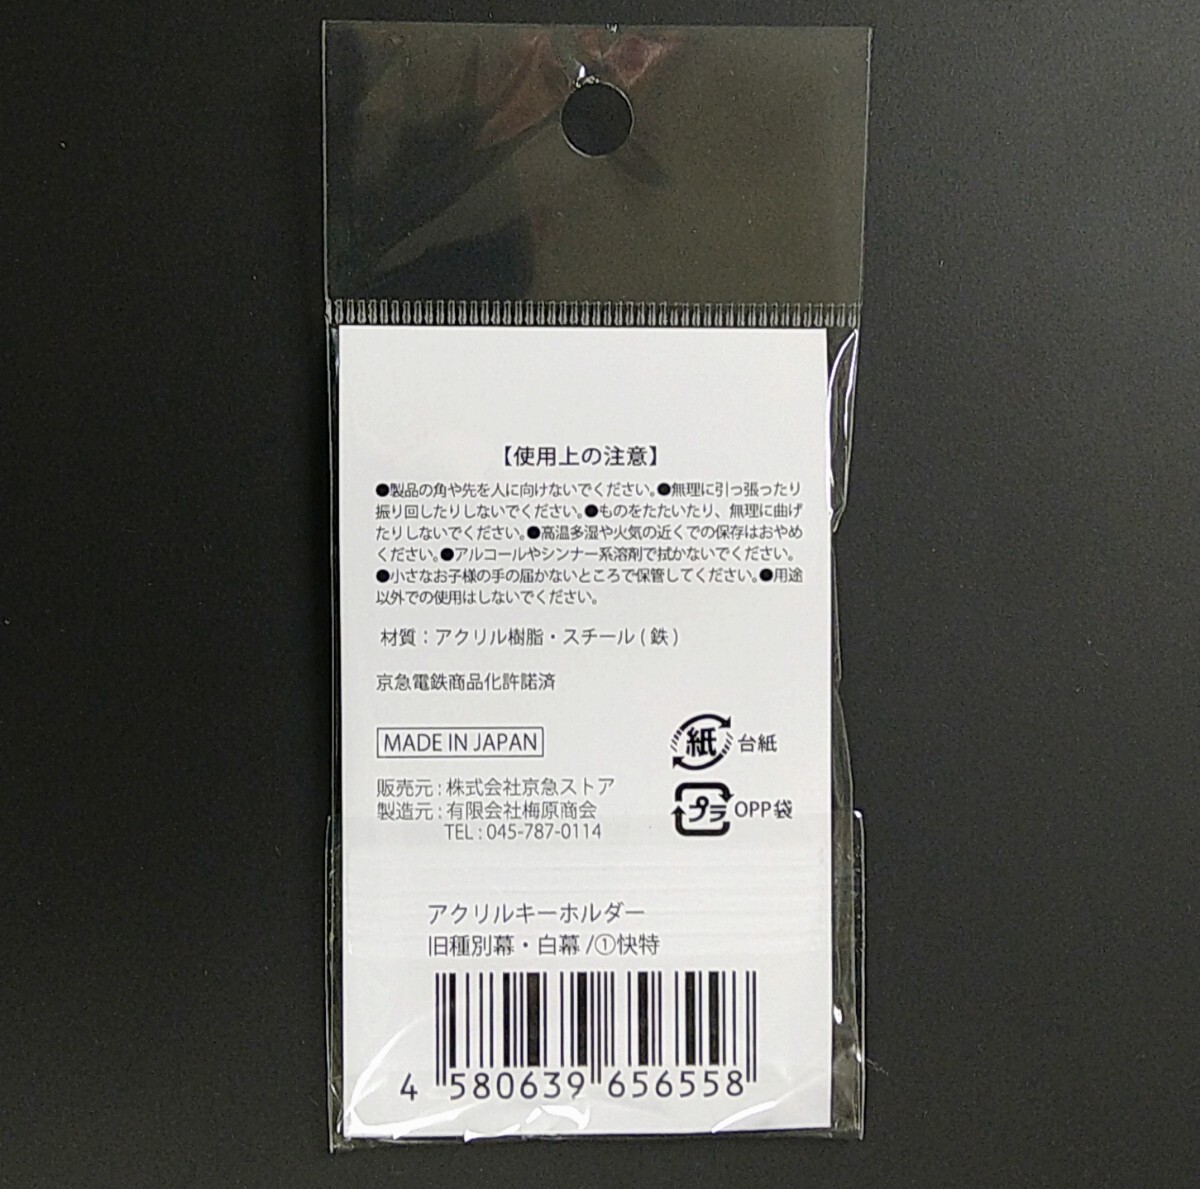 【使用上の注意】
●製品の角や先を人に向けないでください。●無理に引っ張ったり
振り回したりしないでください。●ものをたたいたり、無理に曲げ
たりしないでください。●高温多湿や火気の近くでの保存はおやめ
ください。●アルコールやシンナー系溶剤で拭かないでください。
●小さなお子様の手の届かないところで保管してください。●用途
以外での使用はしないでください。
材質：アクリル樹脂・スチール(鉄)
京急電鉄商品化許諾済
MADE IN JAPAN
紙 台紙
販売元：株式会社京急ストア
製造元：有限会社梅原商会
プラ OPP袋
TEL：045-787-0114
アクリルキーホルダー
旧種別幕・白幕/①快特
4 580639 656558